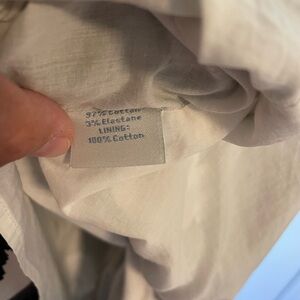 97% Cotton
3% Elastane
LINING:
100% Cotton